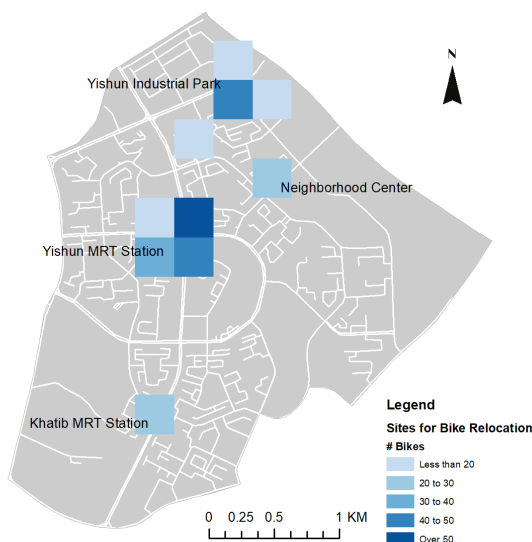 N
Yishun Industrial Park
Neighborhood Center
Yishun MRT Station
Khatib MRT Station
Legend
Sites for Bike Relocation
# Bikes
Less than 20
20 to 30
30 to 40
40 to 50
Over 50
0 0.25 0.5 1 KM